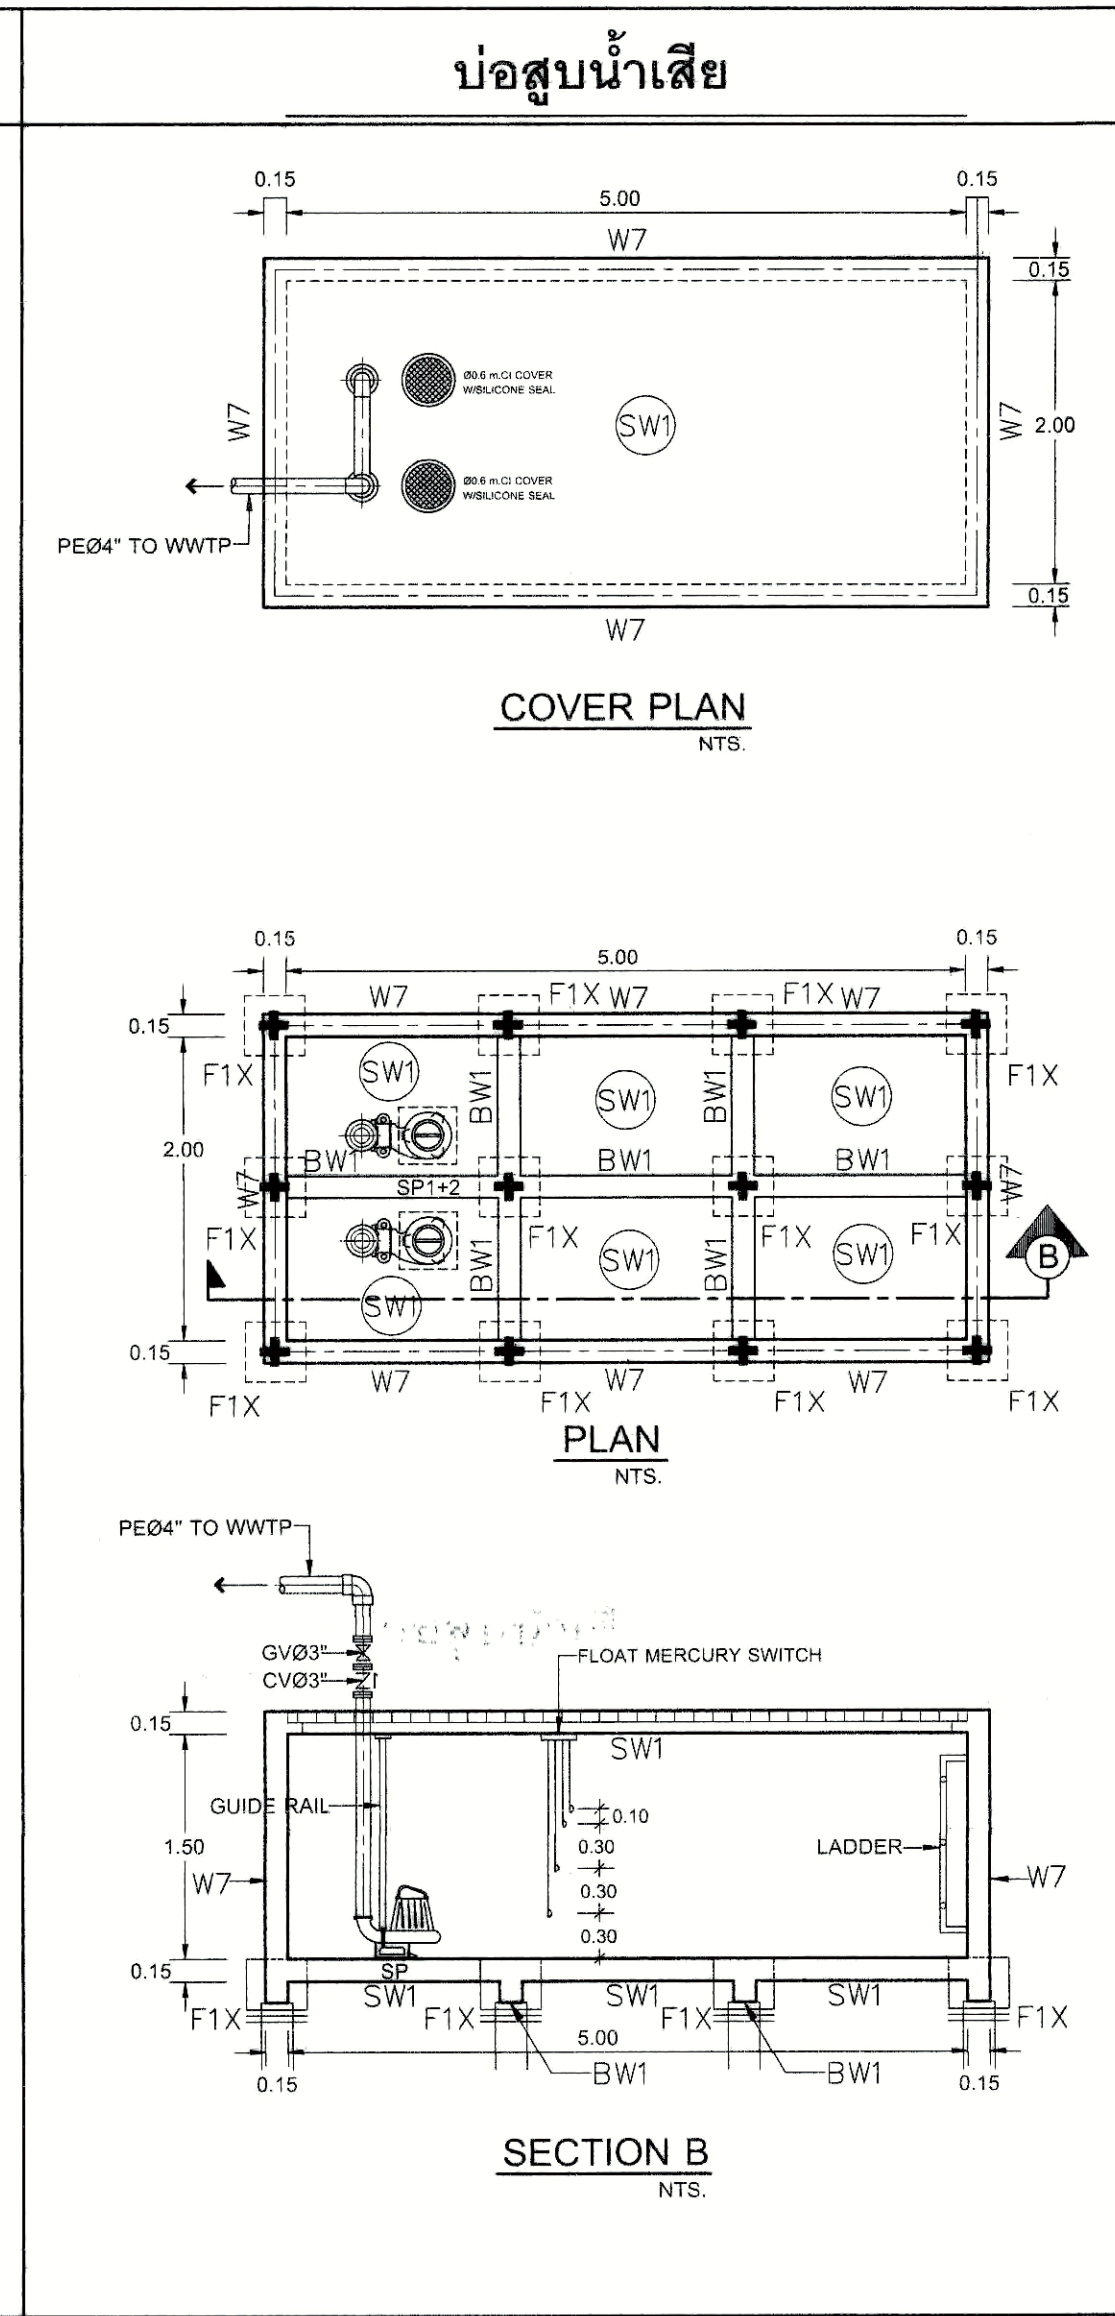 บ่อสูบน้ำเสีย
0.15
0.15
5.00
W7
0.15
Ø0.6 m.CI COVER
W/SILICONE SEAL
W7
SW1
W7
2.00
Ø0.6 m.CI COVER
W/SILICONE SEAL
PEØ4" TO WWTP
0.15
W7
COVER PLAN
NTS.
0.15
0.15
5.00
W7
F1X
W7
F1X
W7
0.15
F1X
SW1
BW1
SW1
BW1
SW1
F1X
2.00
BW1
BW1
BW1
W7
SP1+2
W7
F1X
F1X
F1X
F1X
SW1
BW1
SW1
BW1
SW1
B
0.15
W7
W7
W7
F1X
F1X
F1X
F1X
PLAN
NTS.
PEØ4" TO WWTP
GVØ3"
FLOAT MERCURY SWITCH
CVØ3"
0.15
SW1
GUIDE RAIL
0.10
1.50
0.30
LADDER
W7
0.30
W7
0.30
0.15
SP
SW1
SW1
SW1
F1X
F1X
F1X
F1X
5.00
0.15
BW1
BW1
0.15
SECTION B
NTS.